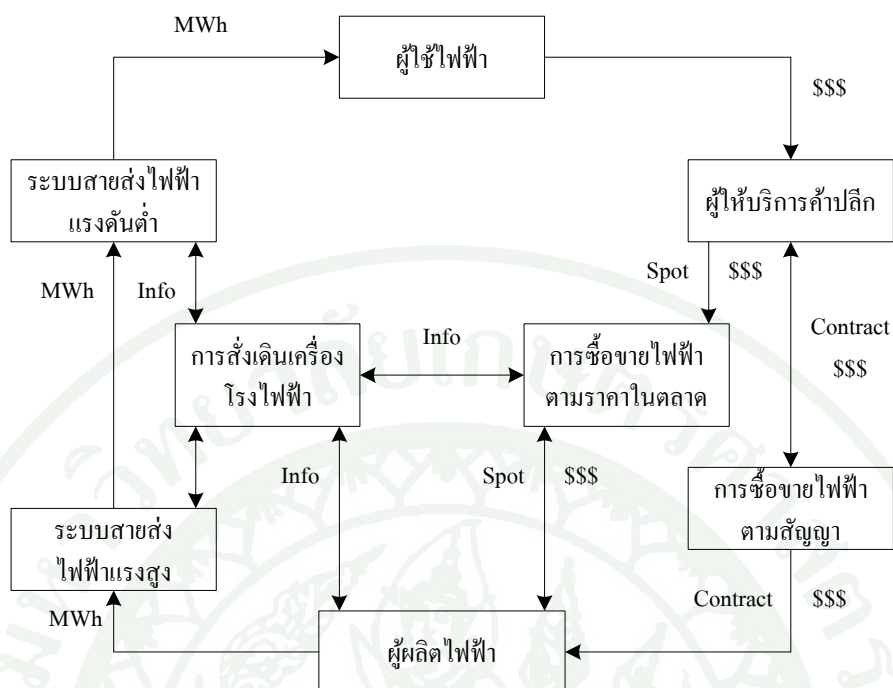 MWh
ผู้ใช้ไฟฟ้า
$$$
ระบบสายส่งไฟฟ้า
แรงดันต่ำ
ผู้ให้บริการค้าปลีก
MWh
Info
Spot
$$$
การสั่งเดินเครื่อง
โรงไฟฟ้า
Info
การซื้อขายไฟฟ้า
ตามราคาในตลาด
Contract
$$$
Info
Spot
$$$
การซื้อขายไฟฟ้า
ตามสัญญา
ระบบสายส่ง
ไฟฟ้าแรงสูง
MWh
Contract
$$$
ผู้ผลิตไฟฟ้า